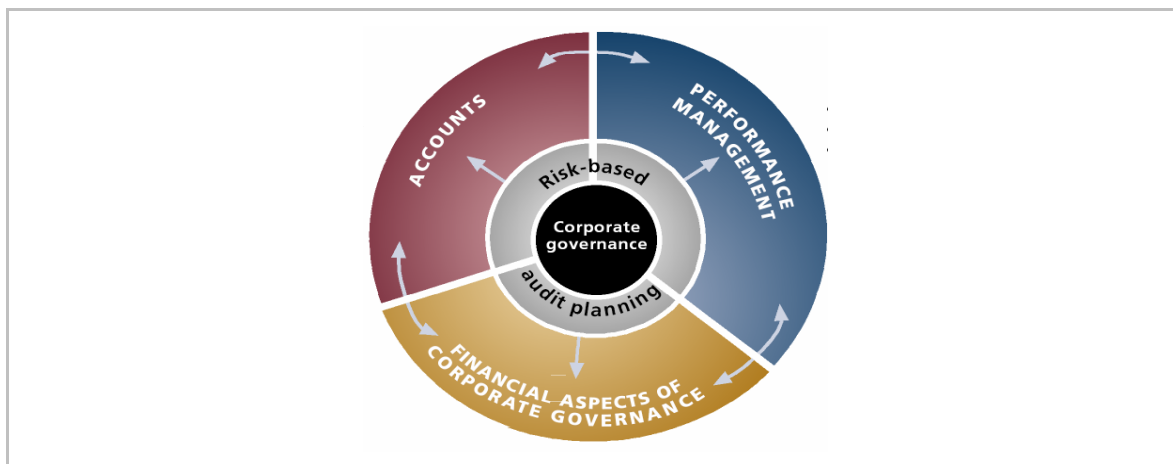 ACCOUNTS
PERFORMANCE
MANAGEMENT
Risk-based
Corporate
governance
audit planning
FINANCIAL ASPECTS OF
CORPORATE GOVERNANCE